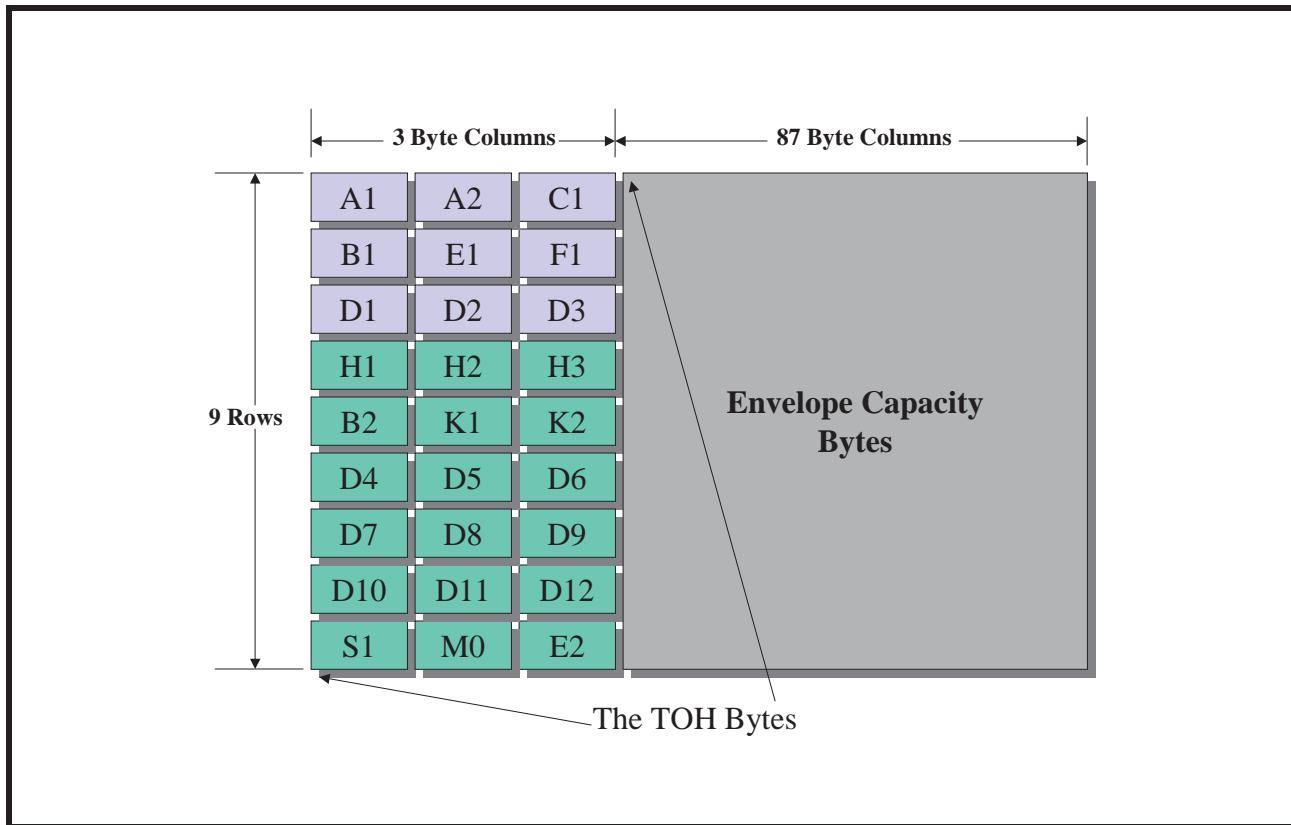 3 Byte Columns
87 Byte Columns
A1 A2 C1
B1 E1 F1
D1 D2 D3
H1 H2 H3
9 Rows
B2 K1 K2
Envelope Capacity
Bytes
D4 D5 D6
D7 D8 D9
D10 D11 D12
S1 M0 E2
The TOH Bytes